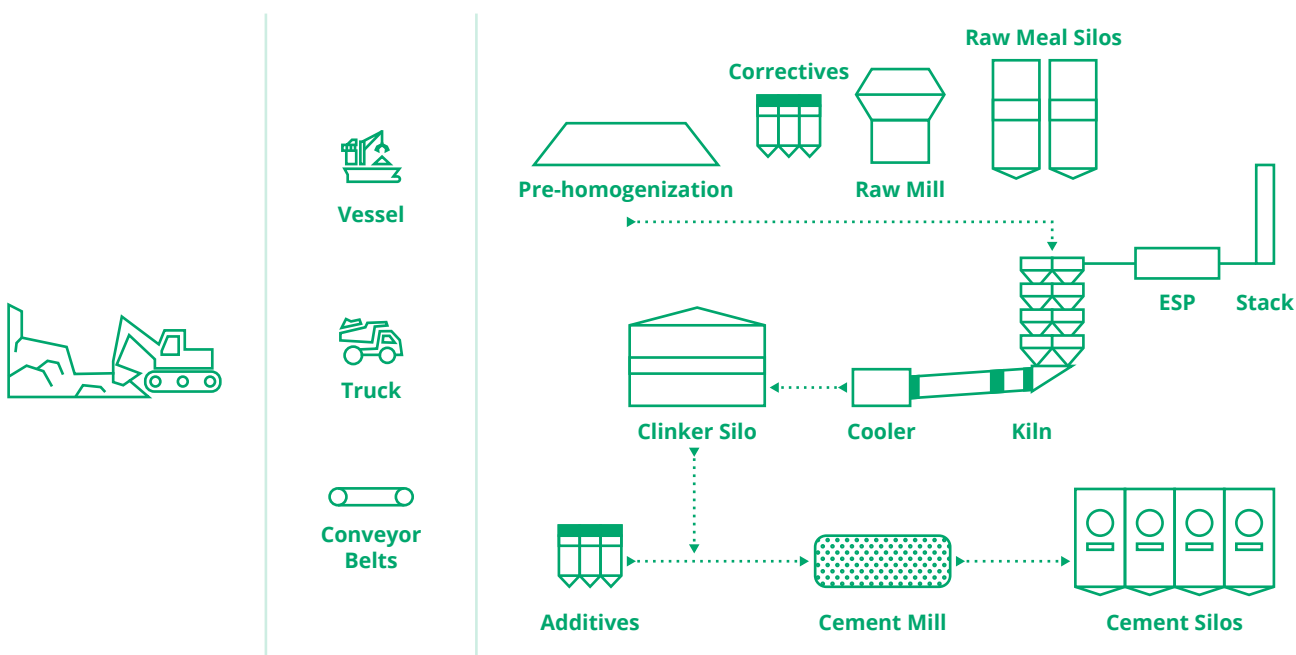 Vessel
Truck
Conveyor
Belts
Raw Meal Silos
Correctives
Pre-homogenization
Raw Mill
ESP
Stack
Clinker Silo
Cooler
Kiln
Additives
Cement Mill
Cement Silos